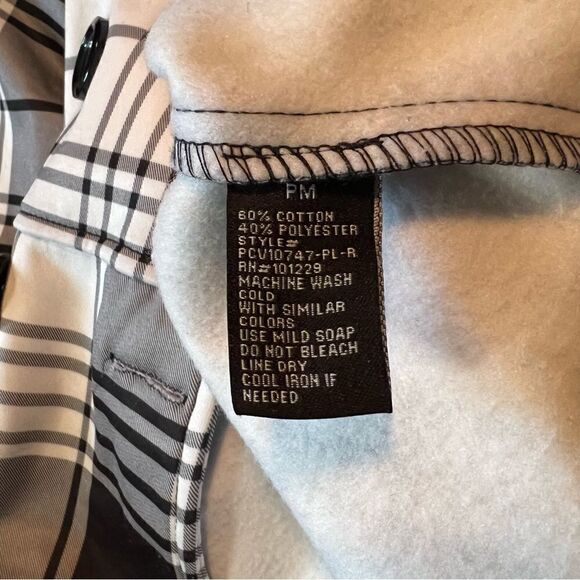 PM
60% COTTON
40% POLYESTER
STYLE#
PCV10747-PL-R
RN#101229
MACHINE WASH
COLD
WITH SIMILAR
COLORS
USE MILD SOAP
DO NOT BLEACH
LINE DRY
COOL IRON IF
NEEDED